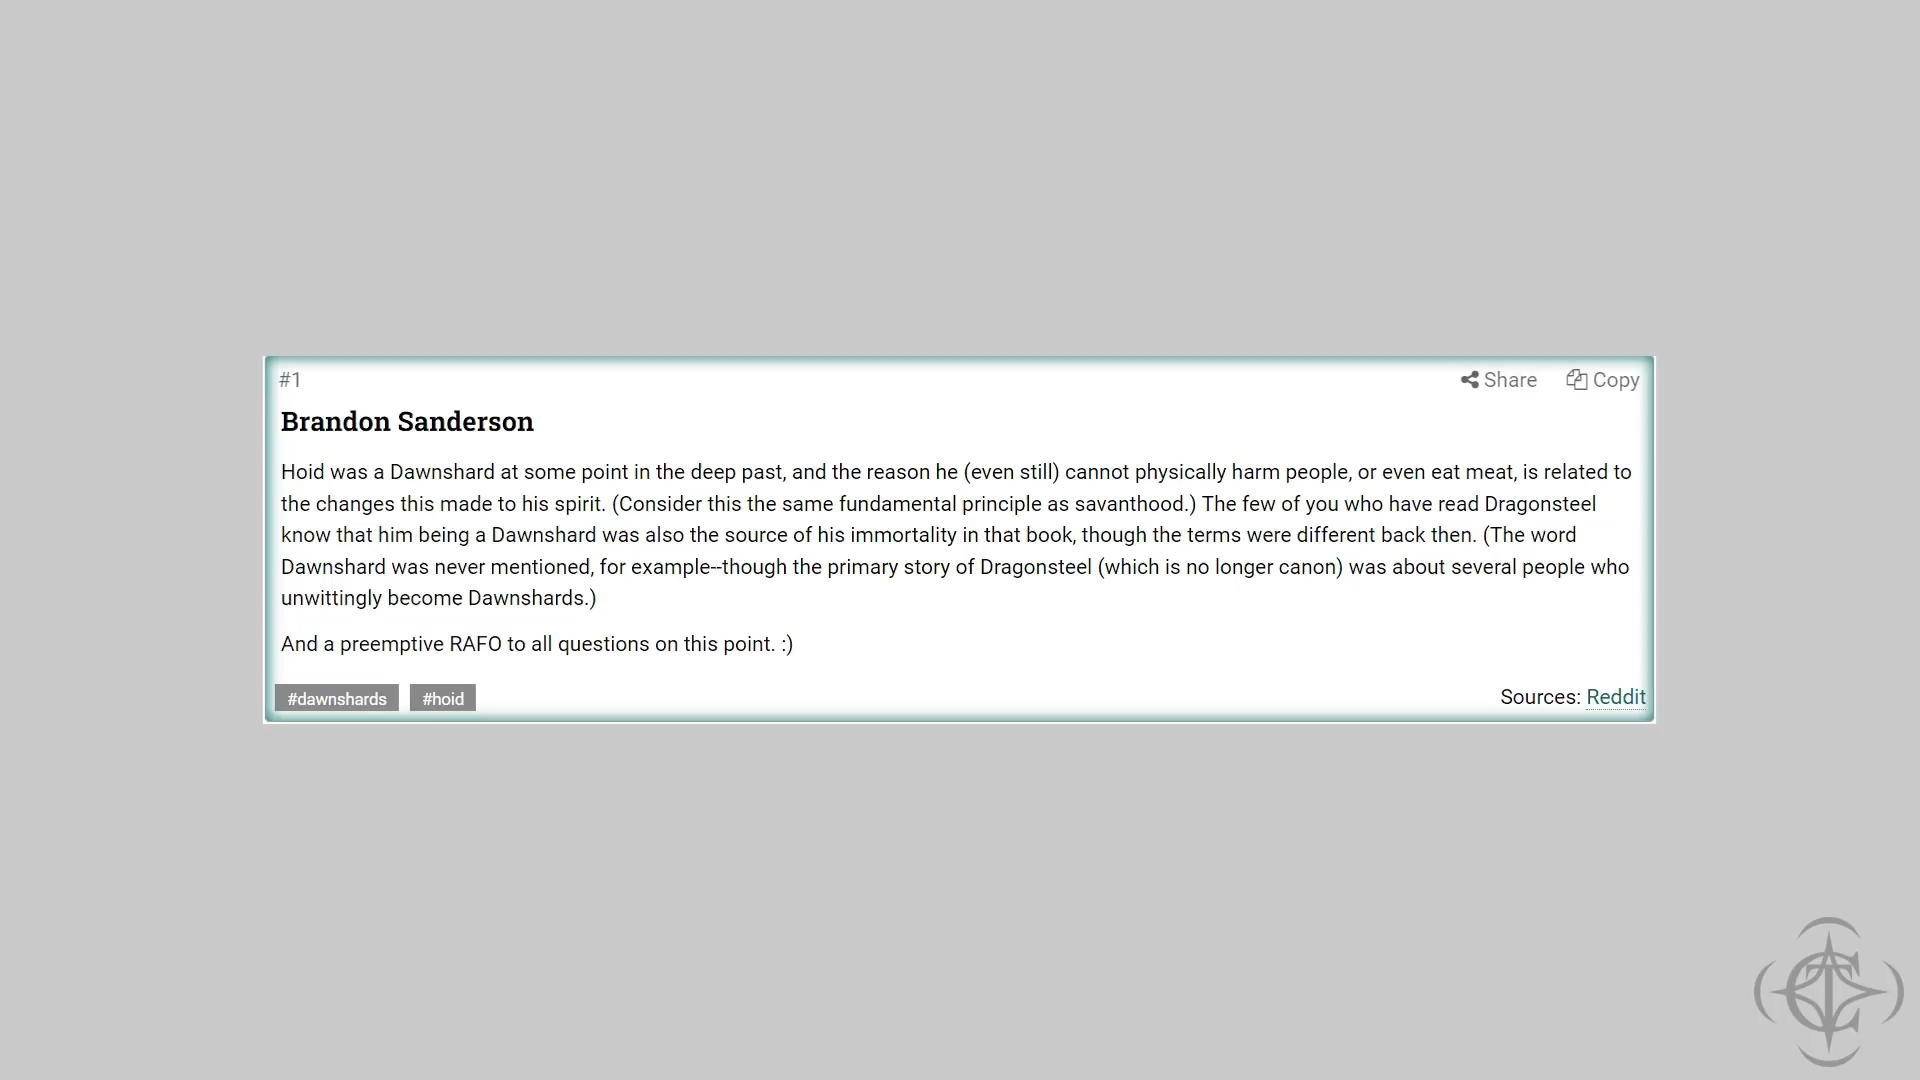 #1
Share Copy
Brandon Sanderson
Hoid was a Dawnshard at some point in the deep past, and the reason he (even still) cannot physically harm people, or even eat meat, is related to
the changes this made to his spirit. (Consider this the same fundamental principle as savanthood.) The few of you who have read Dragonsteel
know that him being a Dawnshard was also the source of his immortality in that book, though the terms were different back then. (The word
Dawnshard was never mentioned, for example--though the primary story of Dragonsteel (which is no longer canon) was about several people who
unwittingly become Dawnshards.)
And a preemptive RAFO to all questions on this point. :)
#dawnshards #hoid
Sources: Reddit